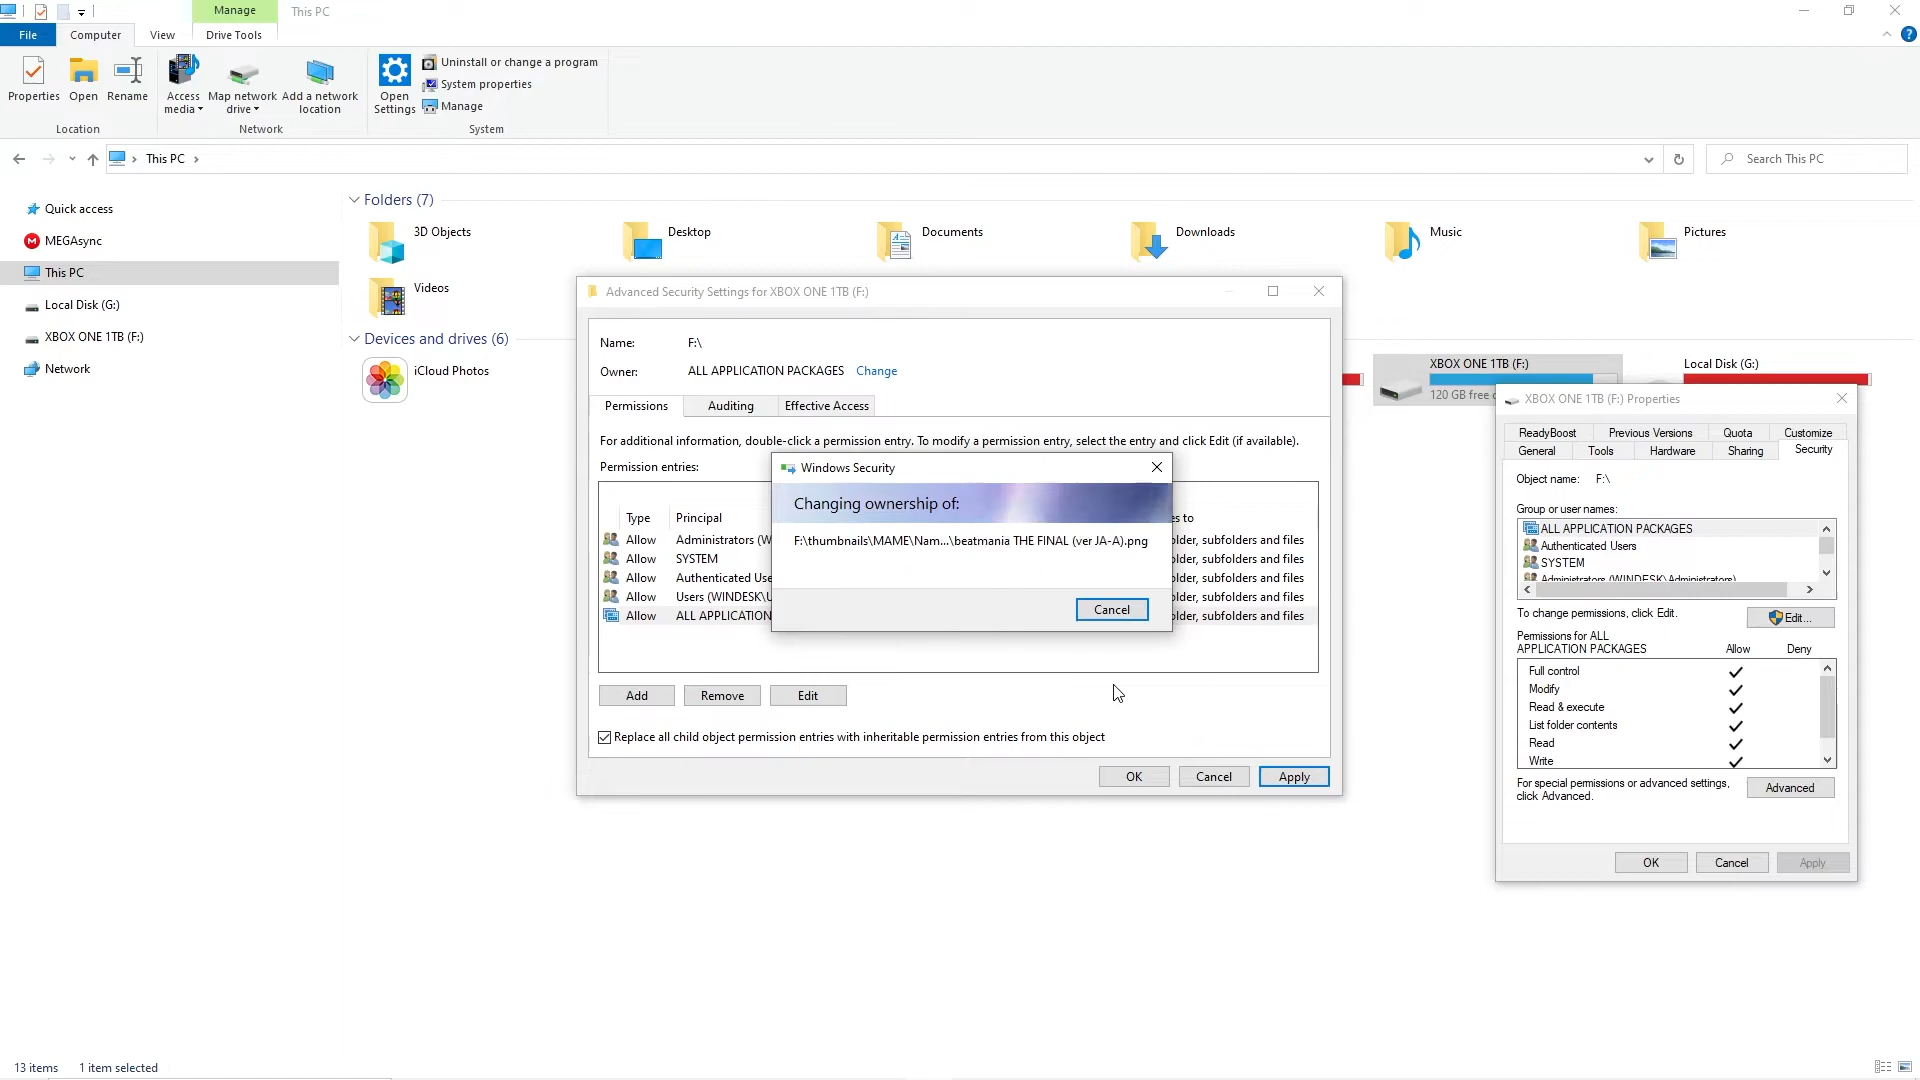 Manage
This PC
File
Computer
View
Drive Tools
Properties
Open
Rename
Access media
Map network drive
Add a network location
Open Settings
Uninstall or change a program
System properties
Manage
Location
Network
System
This PC
Search This PC
Quick access
MEGAsync
This PC
Local Disk (G:)
XBOX ONE 1TB (F:)
Network
Folders (7)
3D Objects
Desktop
Documents
Downloads
Music
Pictures
Videos
Devices and drives (6)
iCloud Photos
XBOX ONE 1TB (F:)
120 GB free
Local Disk (G:)
Advanced Security Settings for XBOX ONE 1TB (F:)
Name: F:\
Owner: ALL APPLICATION PACKAGES Change
Permissions
Auditing
Effective Access
For additional information, double-click a permission entry. To modify a permission entry, select the entry and click Edit (if available).
Permission entries:
Type Principal to
Allow Administrators (W older, subfolders and files
Allow SYSTEM older, subfolders and files
Allow Authenticated Use older, subfolders and files
Allow Users (WINDESK\U older, subfolders and files
Allow ALL APPLICATION older, subfolders and files
Add
Remove
Edit
Replace all child object permission entries with inheritable permission entries from this object
OK
Cancel
Apply
Windows Security
Changing ownership of:
F:\thumbnails\MAME\Nam...\beatmania THE FINAL (ver JA-A).png
Cancel
XBOX ONE 1TB (F:) Properties
ReadyBoost
Previous Versions
Quota
Customize
General
Tools
Hardware
Sharing
Security
Object name: F:\
Group or user names:
ALL APPLICATION PACKAGES
Authenticated Users
SYSTEM
Administrators (WINDESK\Administrators)
To change permissions, click Edit.
Edit...
Permissions for ALL
APPLICATION PACKAGES Allow Deny
Full control
Modify
Read & execute
List folder contents
Read
Write
For special permissions or advanced settings,
click Advanced.
Advanced
OK
Cancel
Apply
13 items
1 item selected